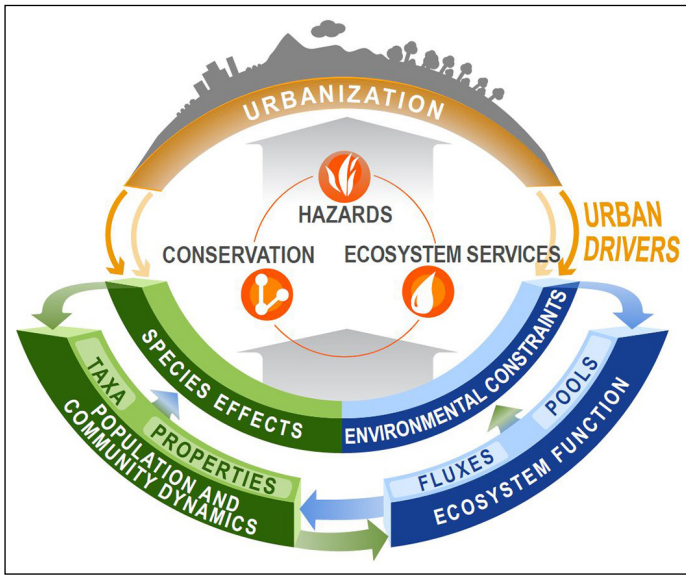 URBANIZATION
HAZARDS
CONSERVATION
ECOSYSTEM SERVICES
URBAN
DRIVERS
SPECIES EFFECTS
ENVIRONMENTAL CONSTRAINTS
TAXA
PROPERTIES
POPULATION AND
COMMUNITY DYNAMICS
POOLS
FLUXES
ECOSYSTEM FUNCTION